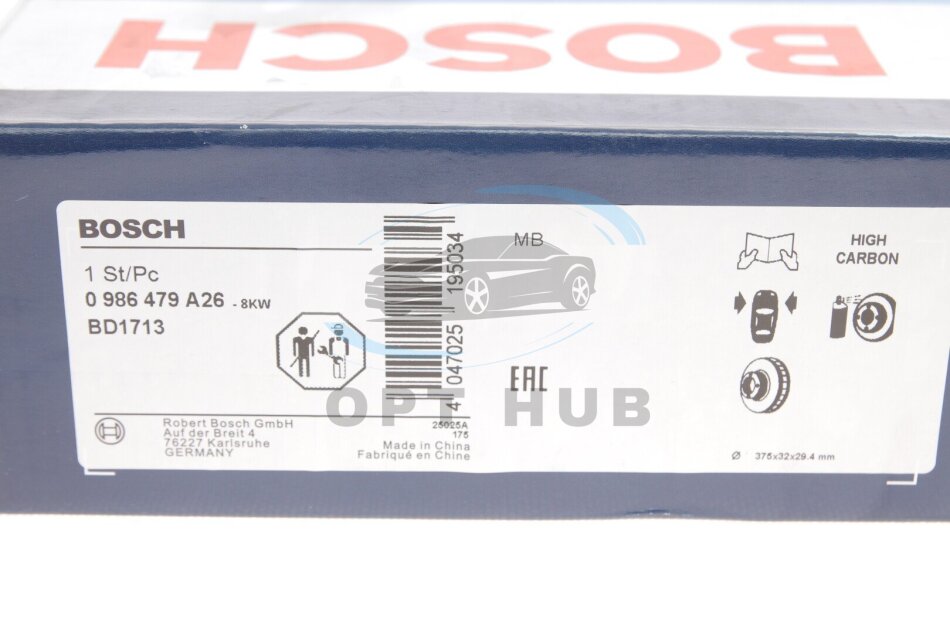 BOSCH
BOSCH
1 St/Pc
0 986 479 A26 - 8KW
BD1713
4 047025 195034
MB
HIGH
CARBON
EAC
OPT HUB
Robert Bosch GmbH
Auf der Breit 4
76227 Karlsruhe
GERMANY
25025A
175
Made in China
Fabriqué en Chine
Ø 375x32x29.4 mm